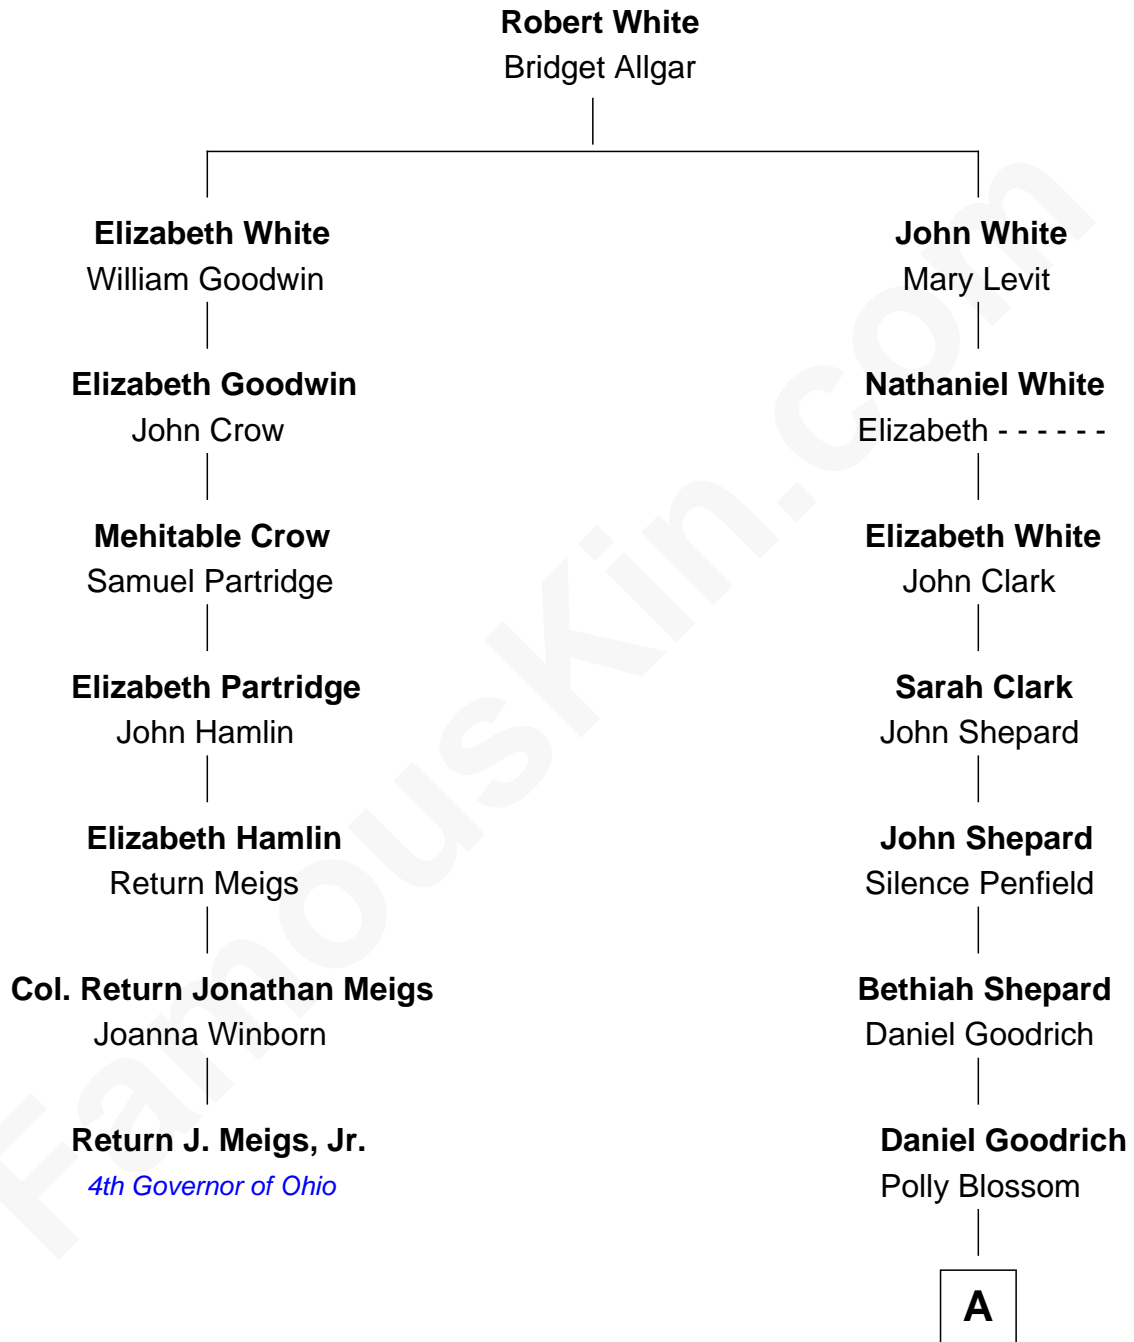 Robert White
Bridget Allgar
Elizabeth White
William Goodwin
John White
Mary Levit
Elizabeth Goodwin
John Crow
Nathaniel White
Elizabeth - - - - - -
Mehitable Crow
Samuel Partridge
Elizabeth White
John Clark
Elizabeth Partridge
John Hamlin
Sarah Clark
John Shepard
Elizabeth Hamlin
Return Meigs
John Shepard
Silence Penfield
Col. Return Jonathan Meigs
Joanna Winborn
Bethiah Shepard
Daniel Goodrich
Return J. Meigs, Jr.
4th Governor of Ohio
Daniel Goodrich
Polly Blossom
A
FamousKin.com